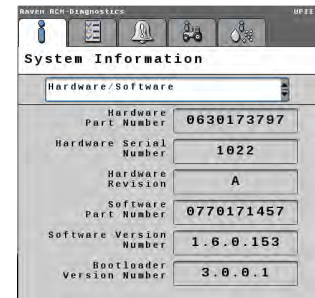 Raven RCM-Diagnostics UPIE
System Information
Hardware/Software
Hardware
Part Number 0630173797
Hardware Serial
Number 1022
Hardware
Revision A
Software
Part Number 0770171457
Software Version
Number 1.6.0.153
Bootloader
Version Number 3.0.0.1